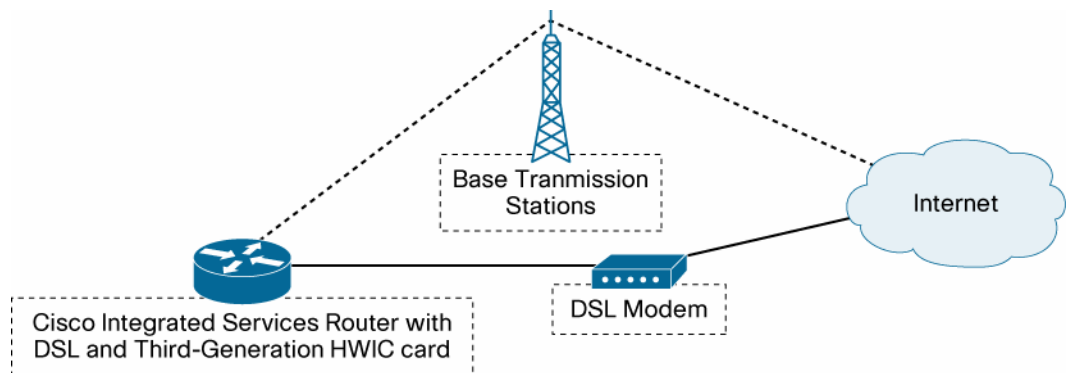 Base Tranmission
Stations
Internet
DSL Modem
Cisco Integrated Services Router with
DSL and Third-Generation HWIC card